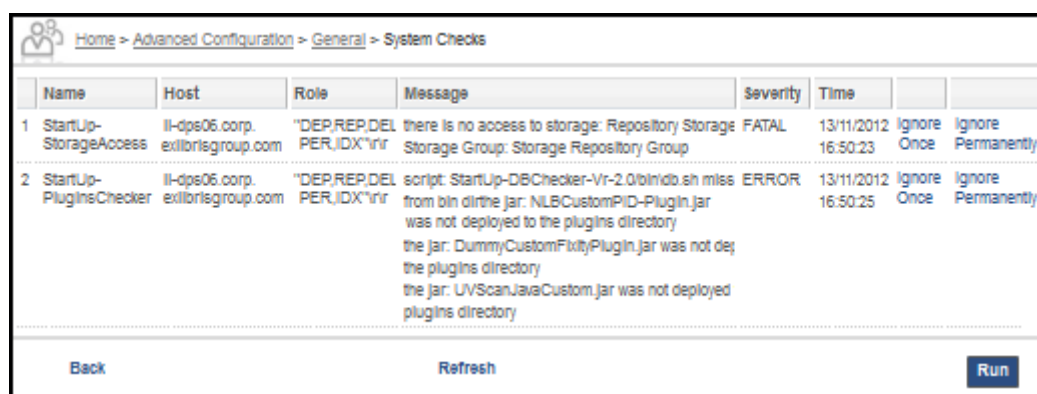 Home > Advanced Configuration > General > System Checks
Name Host Role Message Severity Time
1 StartUp- il-dps06.corp. "DEP,REP,DEL there is no access to storage: Repository Storage FATAL 13/11/2012 Ignore Ignore
StorageAccess exlibrisgroup.com PER,IDX"\r\r Storage Group: Storage Repository Group 16:50:23 Once Permanently
2 StartUp- il-dps06.corp. "DEP,REP,DEL script: StartUp-DBChecker-Vr-2.0/bin\db.sh miss ERROR 13/11/2012 Ignore Ignore
PluginsChecker exlibrisgroup.com PER,IDX"\r\r from bin dirthe jar: NLBCustomPID-Plugin.jar 16:50:25 Once Permanently
was not deployed to the plugins directory
the jar: DummyCustomFixityPlugin.jar was not dep
the plugins directory
the jar: UVScanJavaCustom.jar was not deployed
plugins directory
Back Refresh Run